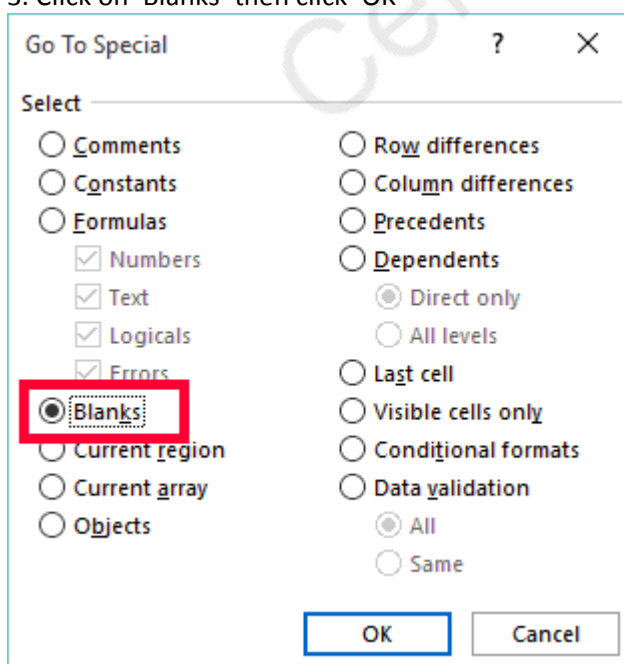 Go To Special ? ×
Select
Comments
Constants
Formulas
Numbers
Text
Logicals
Errors
Blanks
Current region
Current array
Objects
Row differences
Column differences
Precedents
Dependents
Direct only
All levels
Last cell
Visible cells only
Conditional formats
Data validation
All
Same
OK Cancel